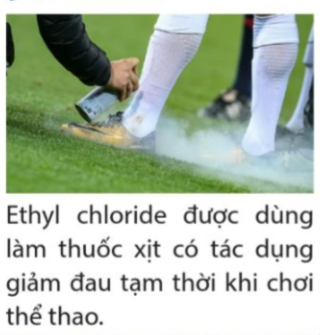 Ethyl chloride được dùng
làm thuốc xịt có tác dụng
giảm đau tạm thời khi chơi
thể thao.